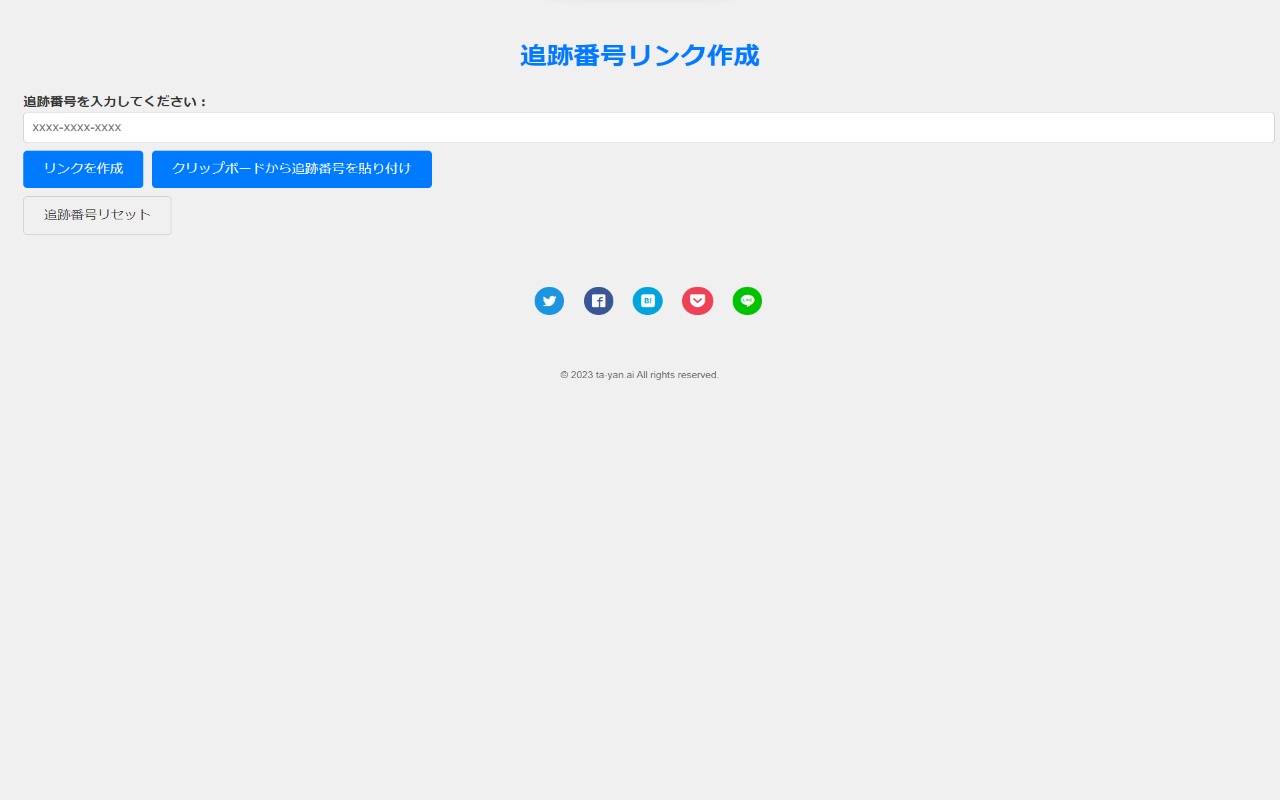 追跡番号リンク作成
追跡番号を入力してください：
xxxx-xxxx-xxxx
リンクを作成 クリップボードから追跡番号を貼り付け
追跡番号リセット
B!
© 2023 ta-yan.ai All rights reserved.